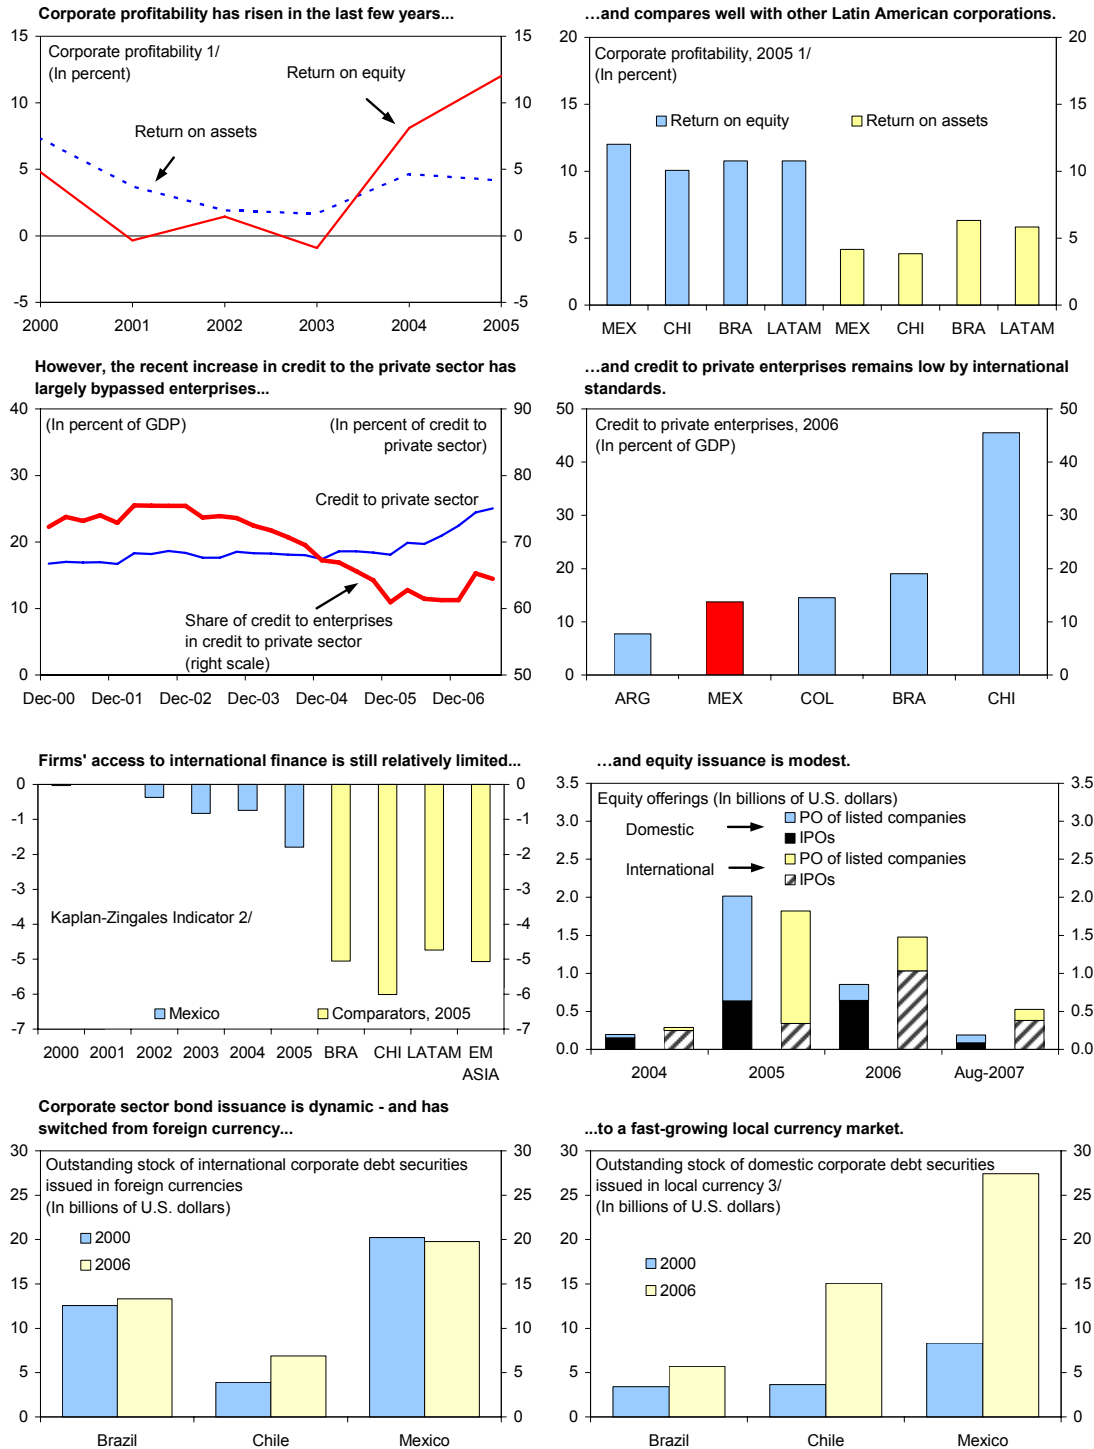 Corporate profitability has risen in the last few years...
15
10
5
0
-5
Corporate profitability 1/
(In percent)
Return on equity
Return on assets
15
10
5
0
-5
2000 2001 2002 2003 2004 2005
…and compares well with other Latin American corporations.
20
15
10
5
0
Corporate profitability, 2005 1/
(In percent)
Return on equity
Return on assets
20
15
10
5
0
MEX CHI BRA LATAM MEX CHI BRA LATAM
However, the recent increase in credit to the private sector has
largely bypassed enterprises...
40
30
20
10
0
(In percent of GDP)
(In percent of credit to
private sector)
Credit to private sector
Share of credit to enterprises
in credit to private sector
(right scale)
90
80
70
60
50
Dec-00 Dec-01 Dec-02 Dec-03 Dec-04 Dec-05 Dec-06
…and credit to private enterprises remains low by international
standards.
50
40
30
20
10
0
Credit to private enterprises, 2006
(In percent of GDP)
50
40
30
20
10
0
ARG MEX COL BRA CHI
Firms' access to international finance is still relatively limited...
0
-1
-2
-3
-4
-5
-6
-7
Kaplan-Zingales Indicator 2/
Mexico
Comparators, 2005
0
-1
-2
-3
-4
-5
-6
-7
2000 2001 2002 2003 2004 2005 BRA CHI LATAM EM
ASIA
…and equity issuance is modest.
3.5
3.0
2.5
2.0
1.5
1.0
0.5
0.0
Equity offerings (In billions of U.S. dollars)
Domestic
PO of listed companies
IPOs
International
PO of listed companies
IPOs
3.5
3.0
2.5
2.0
1.5
1.0
0.5
0.0
2004 2005 2006 Aug-2007
Corporate sector bond issuance is dynamic - and has
switched from foreign currency...
30
25
20
15
10
5
0
Outstanding stock of international corporate debt securities
issued in foreign currencies
(In billions of U.S. dollars)
2000
2006
30
25
20
15
10
5
0
Brazil Chile Mexico
...to a fast-growing local currency market.
30
25
20
15
10
5
0
Outstanding stock of domestic corporate debt securities
issued in local currency 3/
(In billions of U.S. dollars)
2000
2006
30
25
20
15
10
5
0
Brazil Chile Mexico